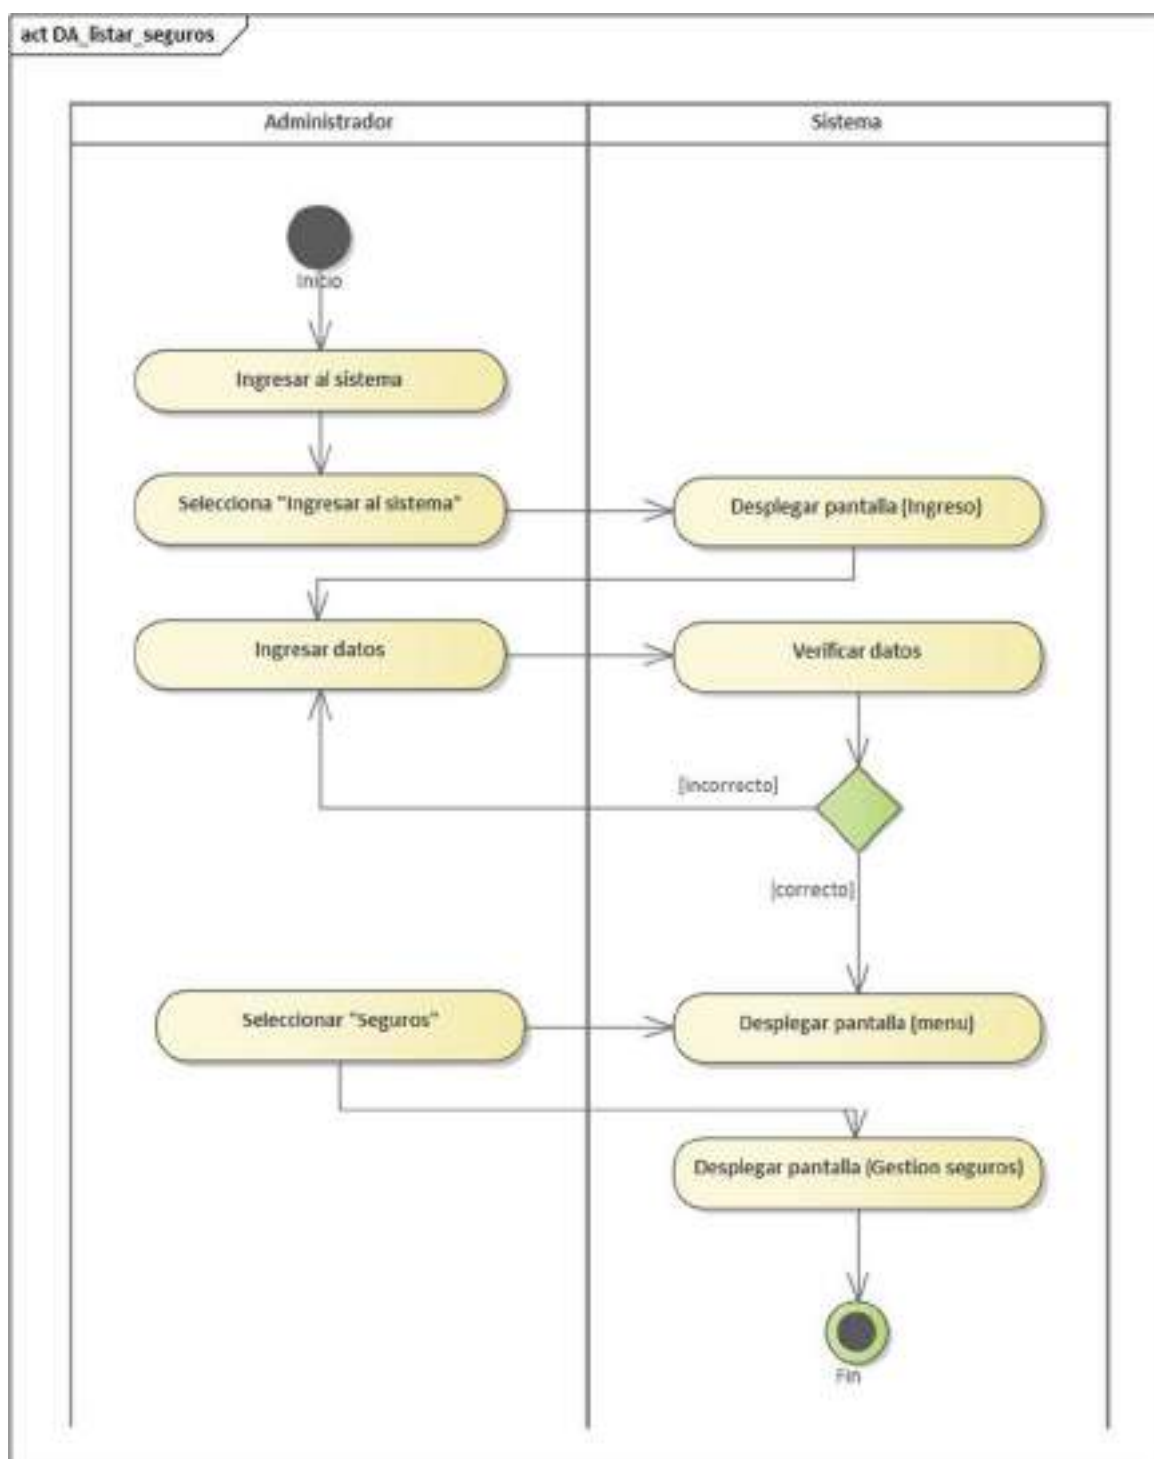 act DA_listar_seguros
Administrador
Sistema
Inicio
Ingresar al sistema
Selecciona "Ingresar al sistema"
Desplegar pantalla (Ingreso)
Ingresar datos
Verificar datos
[incorrecto]
[correcto]
Seleccionar "Seguros"
Desplegar pantalla (menu)
Desplegar pantalla (Gestion seguros)
Fin